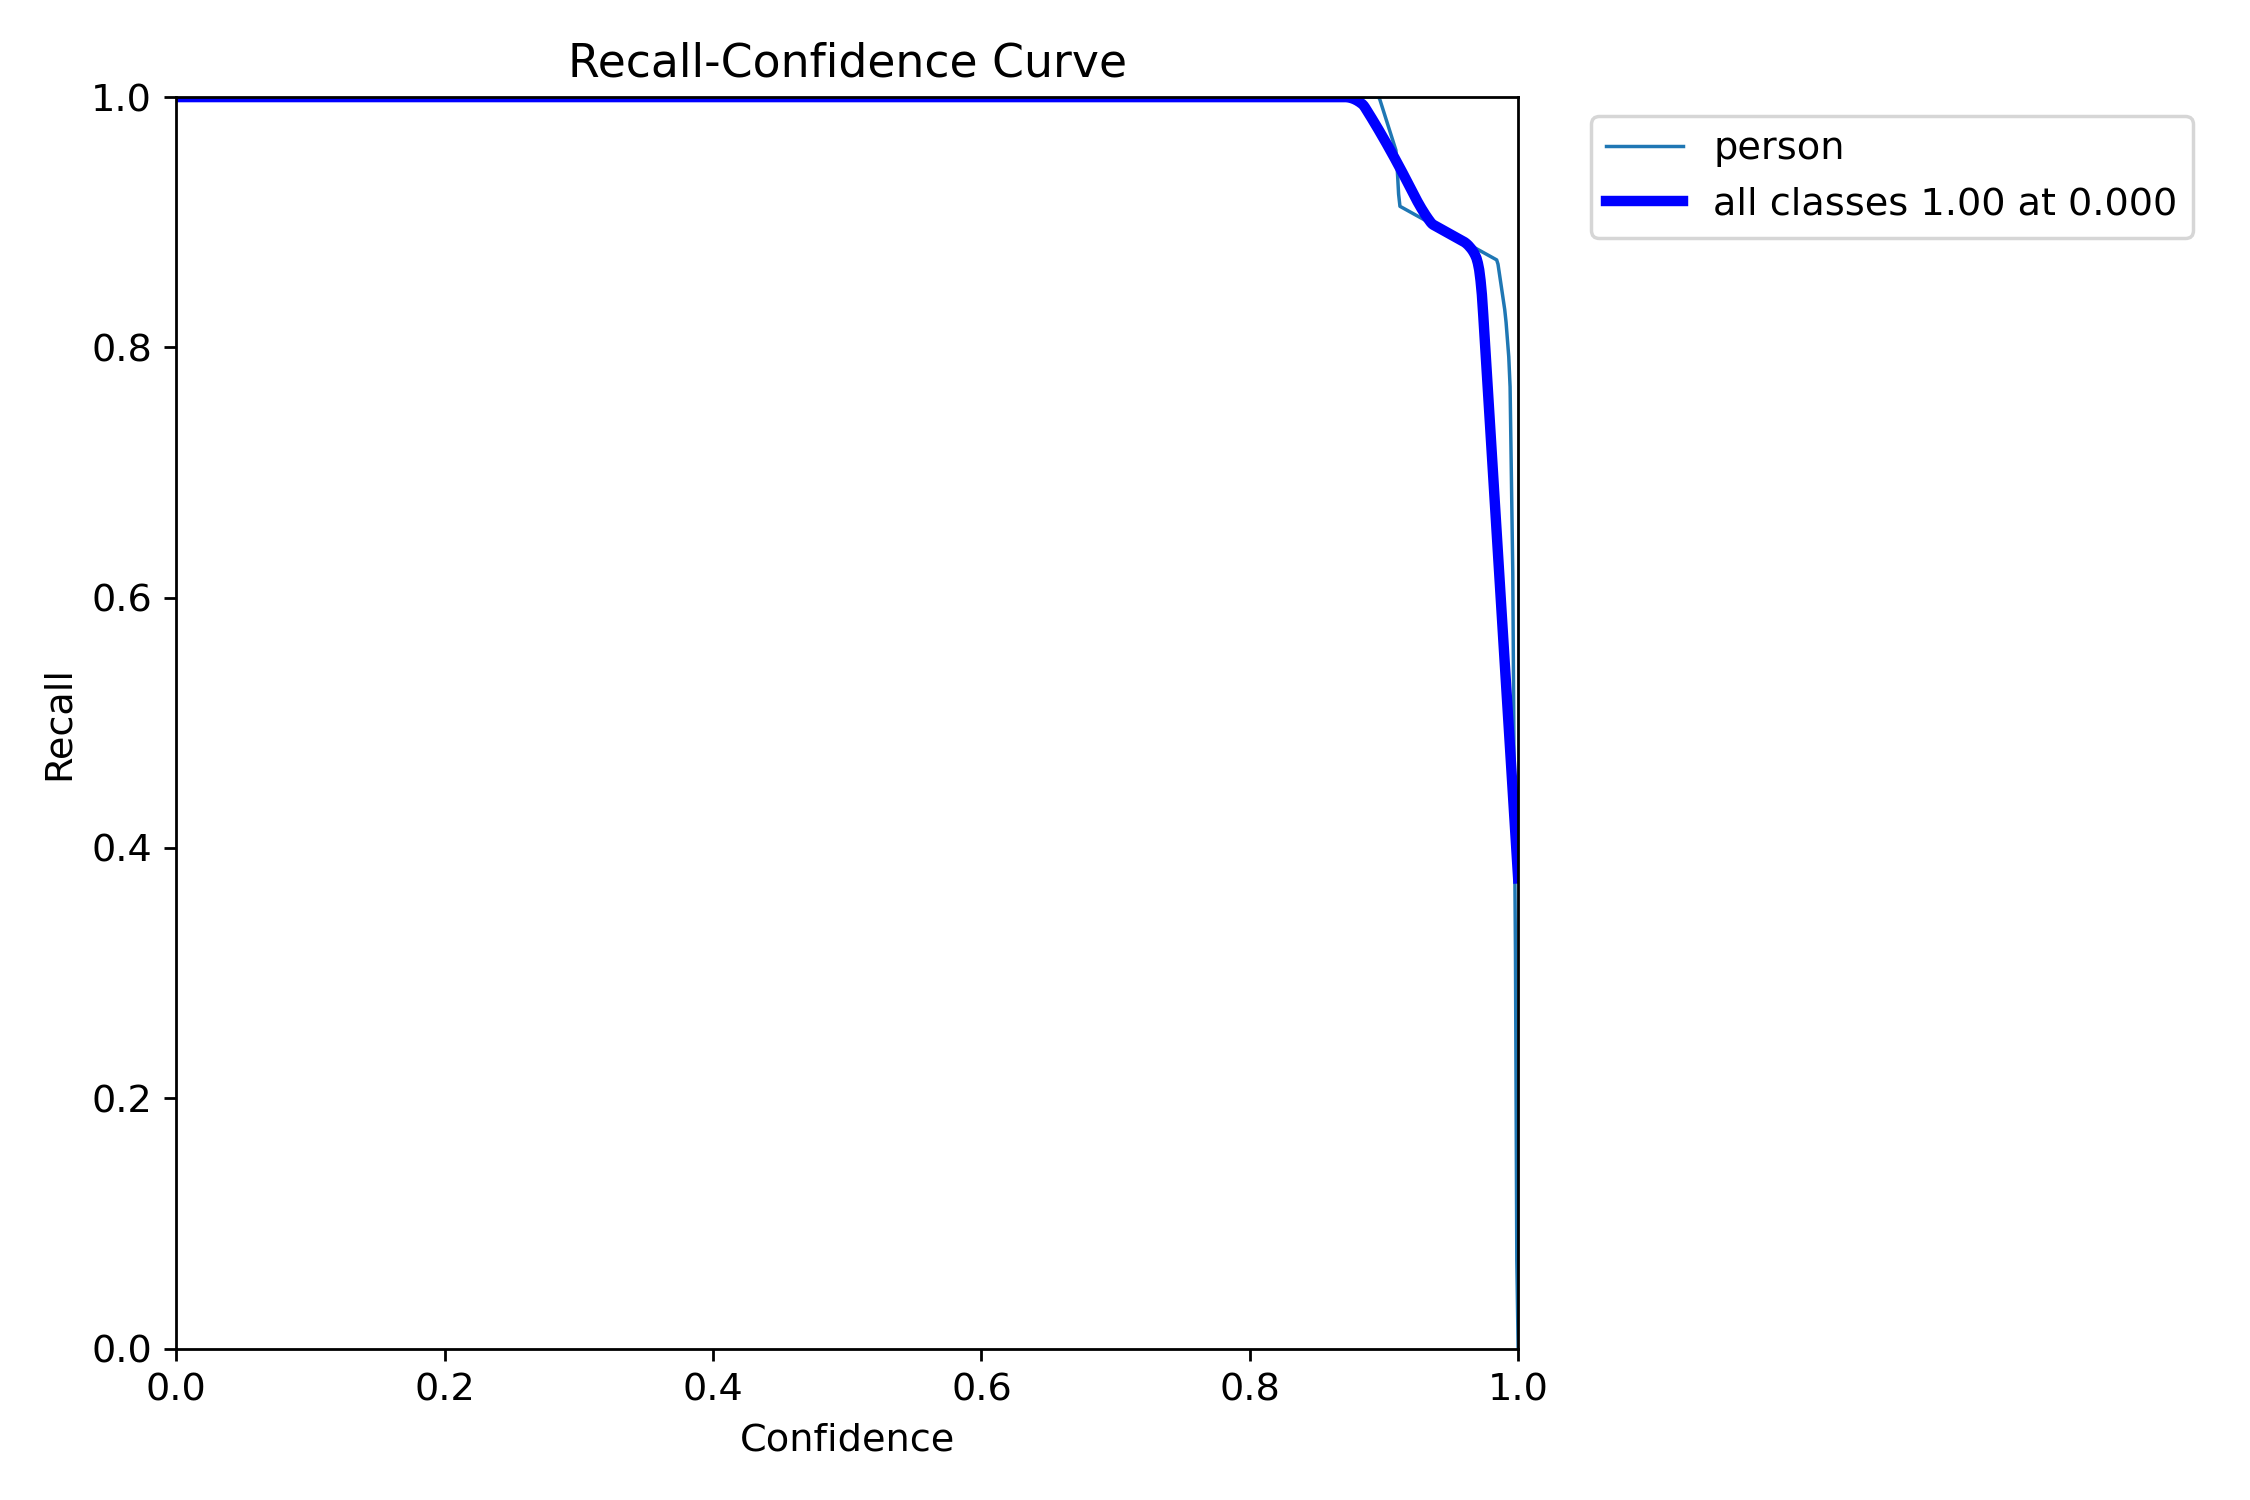 Recall-Confidence Curve
1.0
0.8
0.6
0.4
0.2
0.0
Recall
0.0 0.2 0.4 0.6 0.8 1.0
Confidence
person
all classes 1.00 at 0.000